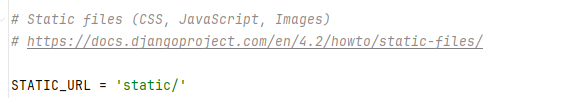 # Static files (CSS, JavaScript, Images)
# https://docs.djangoproject.com/en/4.2/howto/static-files/
STATIC_URL = 'static/'